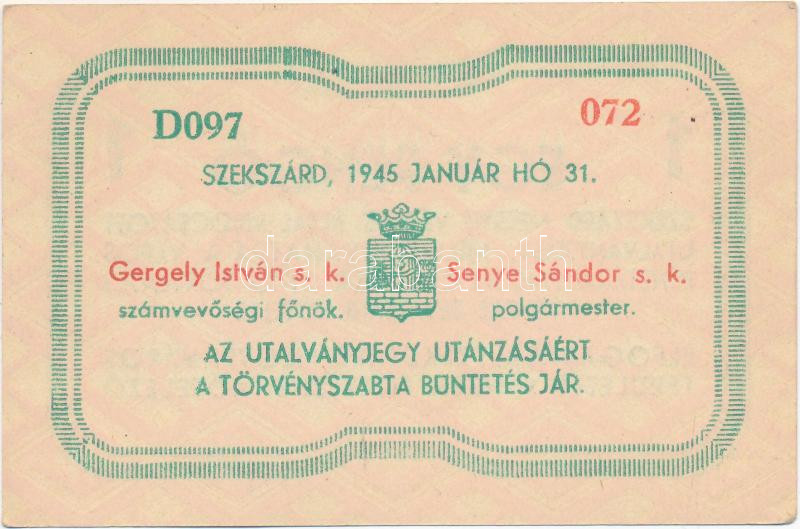 D097 072
SZEKSZÁRD, 1945 JANUÁR HÓ 31.
Gergely István s. k. Senye Sándor s. k.
számvevőségi főnök. polgármester.
darabanth
AZ UTALVÁNYJEGY UTÁNZÁSÁÉRT
A TÖRVÉNYSZABTA BÜNTETÉS JÁR.